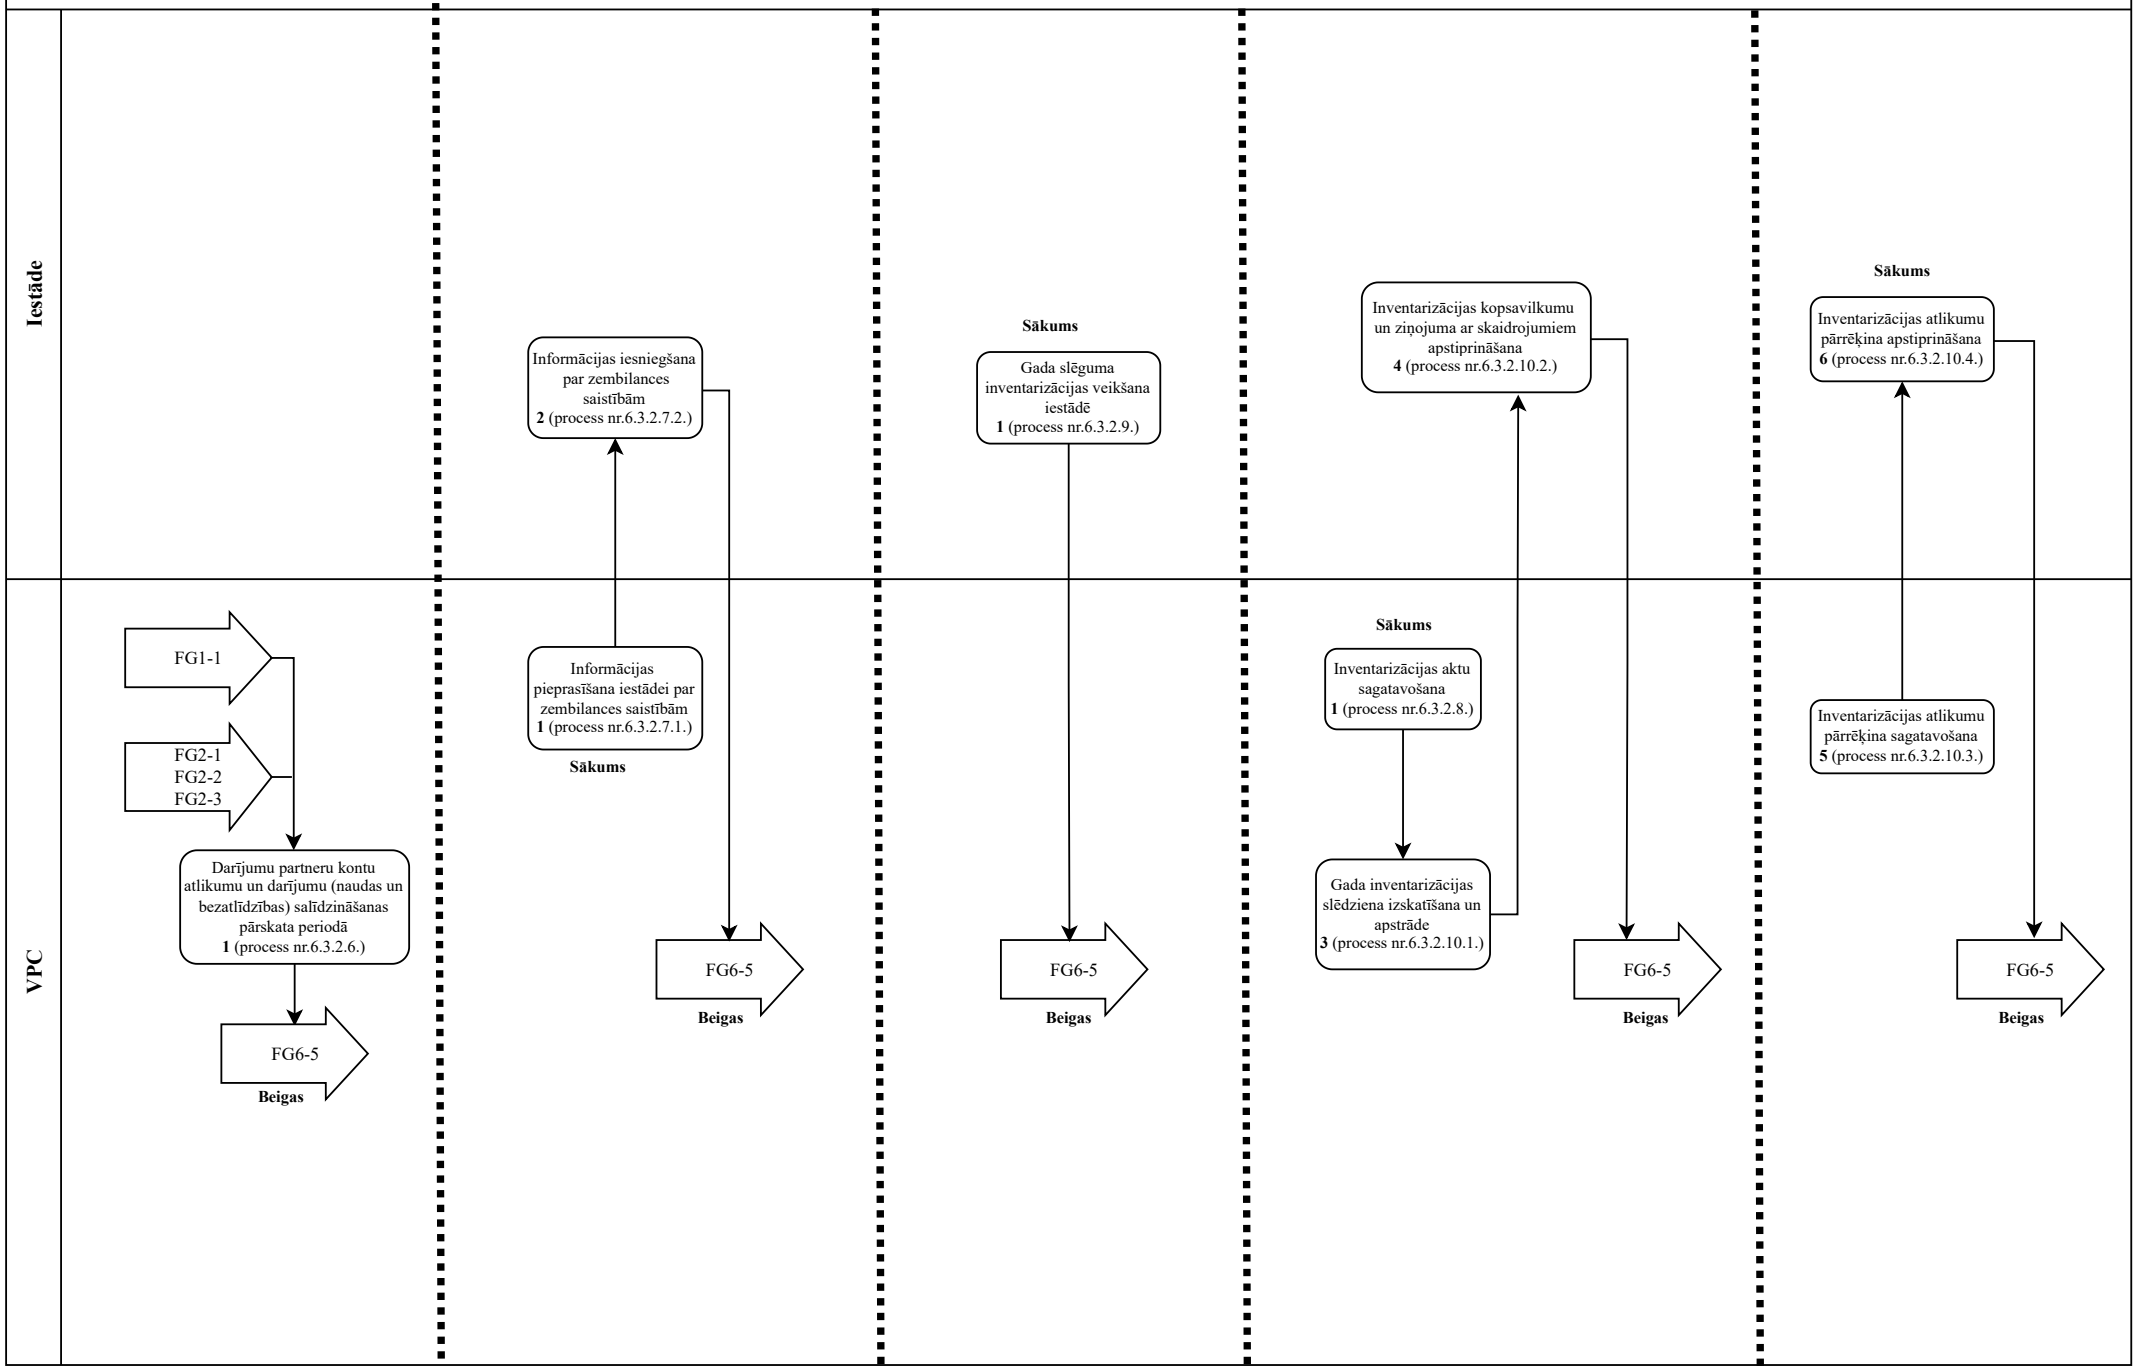 Iestāde
VPC
FG1-1
FG2-1
FG2-2
FG2-3
Darījumu partneru kontu
atlikumu un darījumu (naudas un
bezatlīdzības) salīdzināšanas
pārskata periodā
1 (process nr.6.3.2.6.)
FG6-5
Beigas
Informācijas iesniegšana
par zembilances
saistībām
2 (process nr.6.3.2.7.2.)
Informācijas
pieprasīšana iestādei par
zembilances saistībām
1 (process nr.6.3.2.7.1.)
Sākums
FG6-5
Beigas
Sākums
Gada slēguma
inventarizācijas veikšana
iestādē
1 (process nr.6.3.2.9.)
FG6-5
Beigas
Inventarizācijas kopsavilkumu
un ziņojuma ar skaidrojumiem
apstiprināšana
4 (process nr.6.3.2.10.2.)
Sākums
Inventarizācijas aktu
sagatavošana
1 (process nr.6.3.2.8.)
Gada inventarizācijas
slēdziena izskatīšana un
apstrāde
3 (process nr.6.3.2.10.1.)
FG6-5
Beigas
Sākums
Inventarizācijas atlikumu
pārrēķina apstiprināšana
6 (process nr.6.3.2.10.4.)
Inventarizācijas atlikumu
pārrēķina sagatavošana
5 (process nr.6.3.2.10.3.)
FG6-5
Beigas